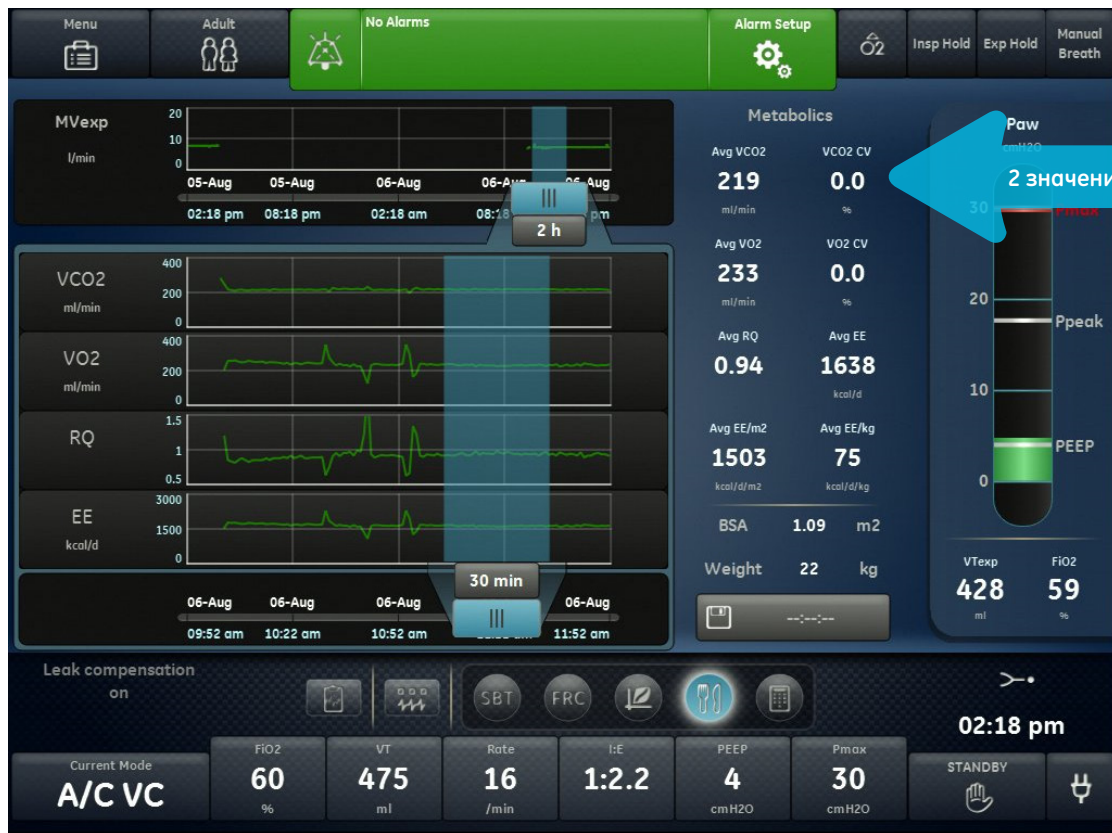 Menu
Adult
No Alarms
Alarm Setup
O2
Insp Hold
Exp Hold
Manual
Breath
MVexp
l/min
20
10
0
05-Aug 05-Aug 06-Aug 06-Aug
02:18 pm 08:18 pm 02:18 am pm
2 h
VCO2
ml/min
400
200
0
VO2
ml/min
400
200
0
RQ
1.5
1
0.5
EE
kcal/d
3000
1500
0
30 min
06-Aug 06-Aug 06-Aug 06-Aug
09:52 am 10:22 am 10:52 am 11:52 am
Metabolics
Avg VCO2 VCO2 CV
219 0.0
ml/min %
Avg VO2 VO2 CV
233 0.0
ml/min %
Avg RQ Avg EE
0.94 1638
kcal/d
Avg EE/m2 Avg EE/kg
1503 75
kcal/d/m2 kcal/d/kg
BSA 1.09 m2
Weight 22 kg
--:--:--
Paw
cmH2O
2 значени
30
Pmax
20
Ppeak
10
PEEP
0
VTexp FiO2
428 59
ml %
Leak compensation
on
SBT
FRC
02:18 pm
Current Mode
A/C VC
FiO2
60
%
VT
475
ml
Rate
16
/min
I:E
1:2.2
PEEP
4
cmH2O
Pmax
30
cmH2O
STANDBY